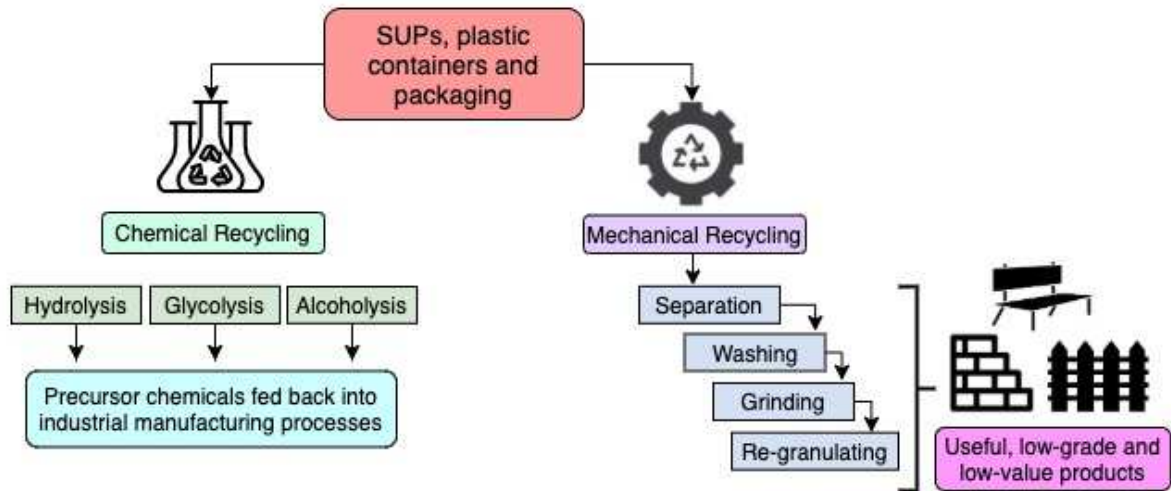 SUPs, plastic
containers and
packaging
Chemical Recycling
Mechanical Recycling
Hydrolysis
Glycolysis
Alcoholysis
Precursor chemicals fed back into
industrial manufacturing processes
Separation
Washing
Grinding
Re-granulating
Useful, low-grade and
low-value products